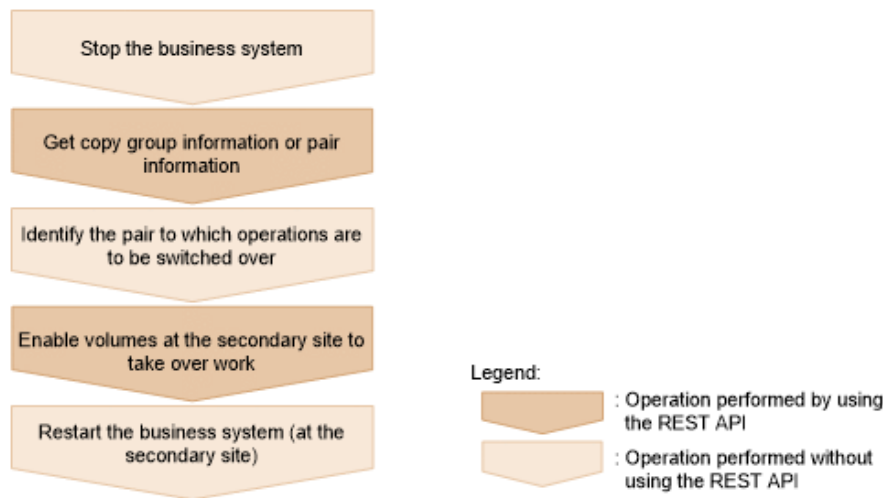 Stop the business system
Get copy group information or pair
information
Identify the pair to which operations are
to be switched over
Enable volumes at the secondary site to
take over work
Restart the business system (at the
secondary site)
Legend:
: Operation performed by using
the REST API
: Operation performed without
using the REST API